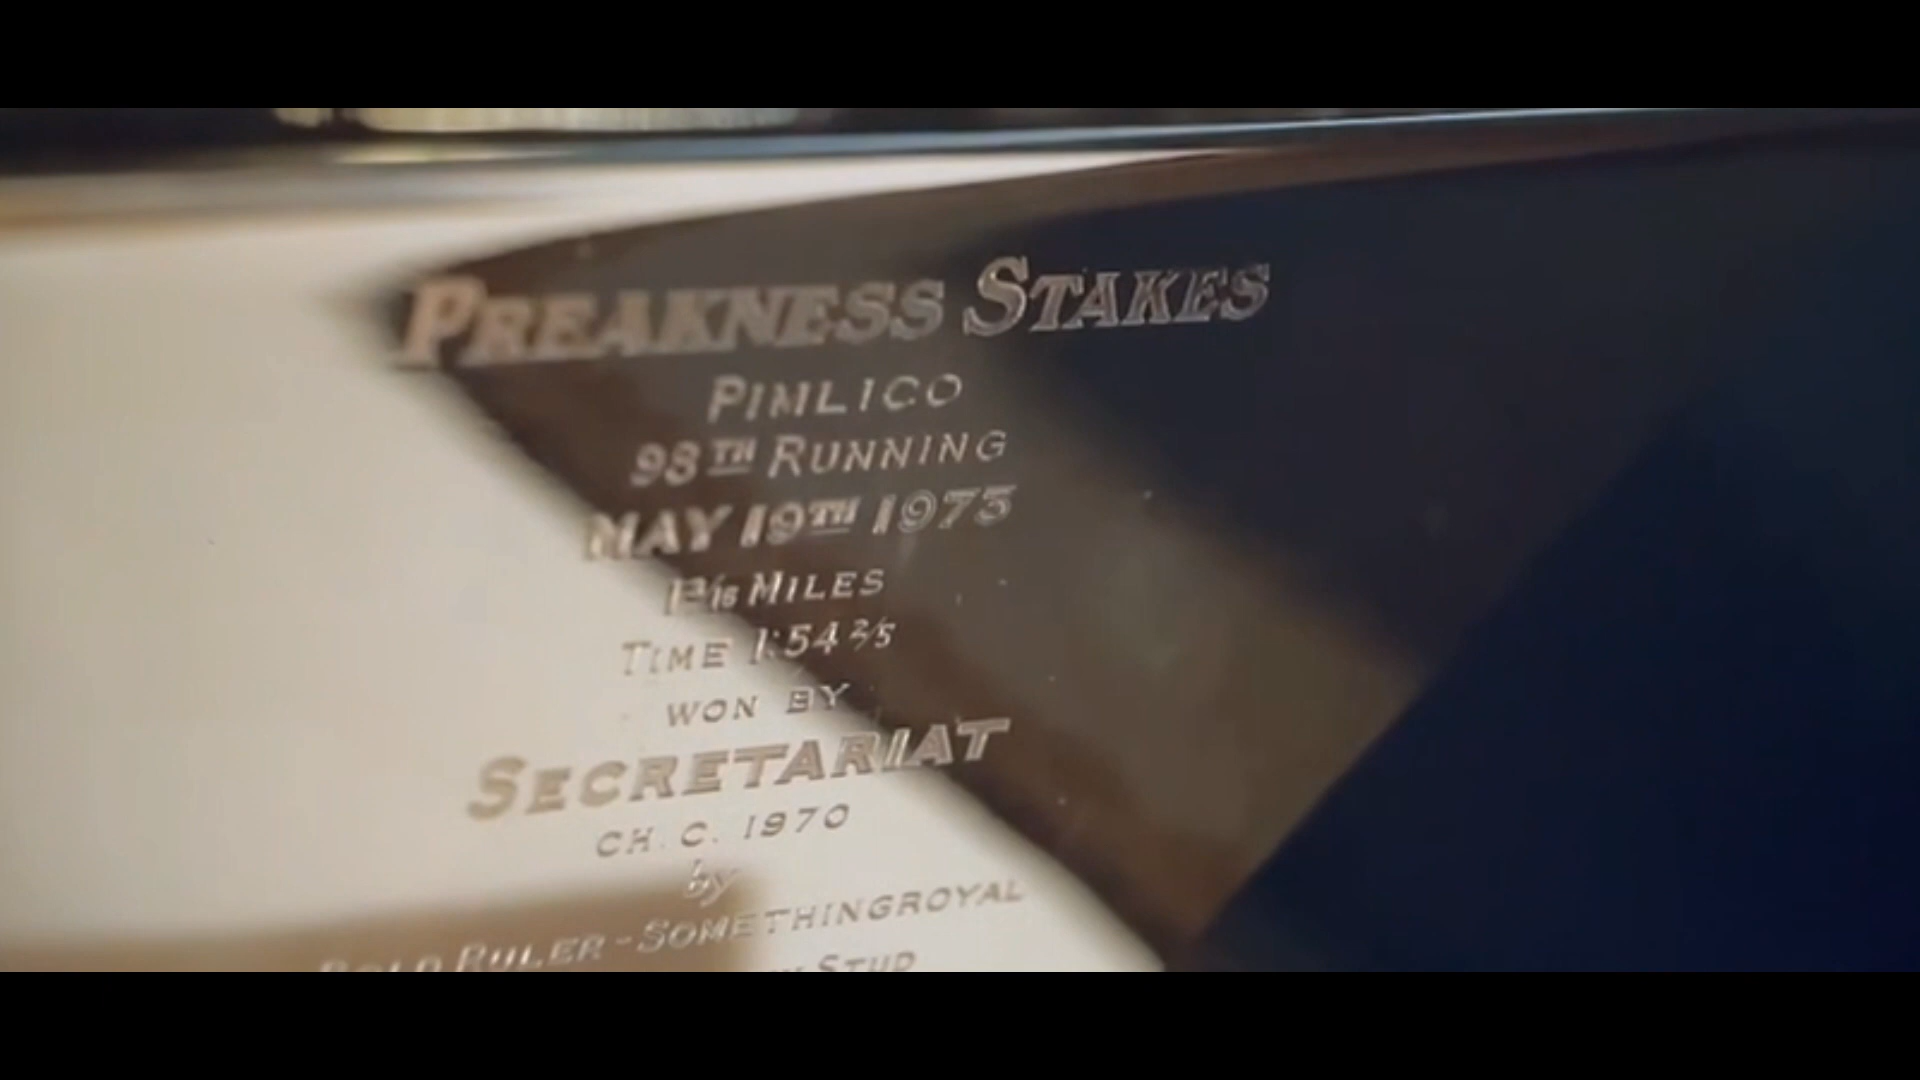 PREAKNESS STAKES
PIMLICO
98TH RUNNING
MAY 19TH 1973
1 3/16 MILES
TIME 1:54 2/5
WON BY
SECRETARIAT
CH. C. 1970
by
BOLD RULER - SOMETHINGROYAL
STUD